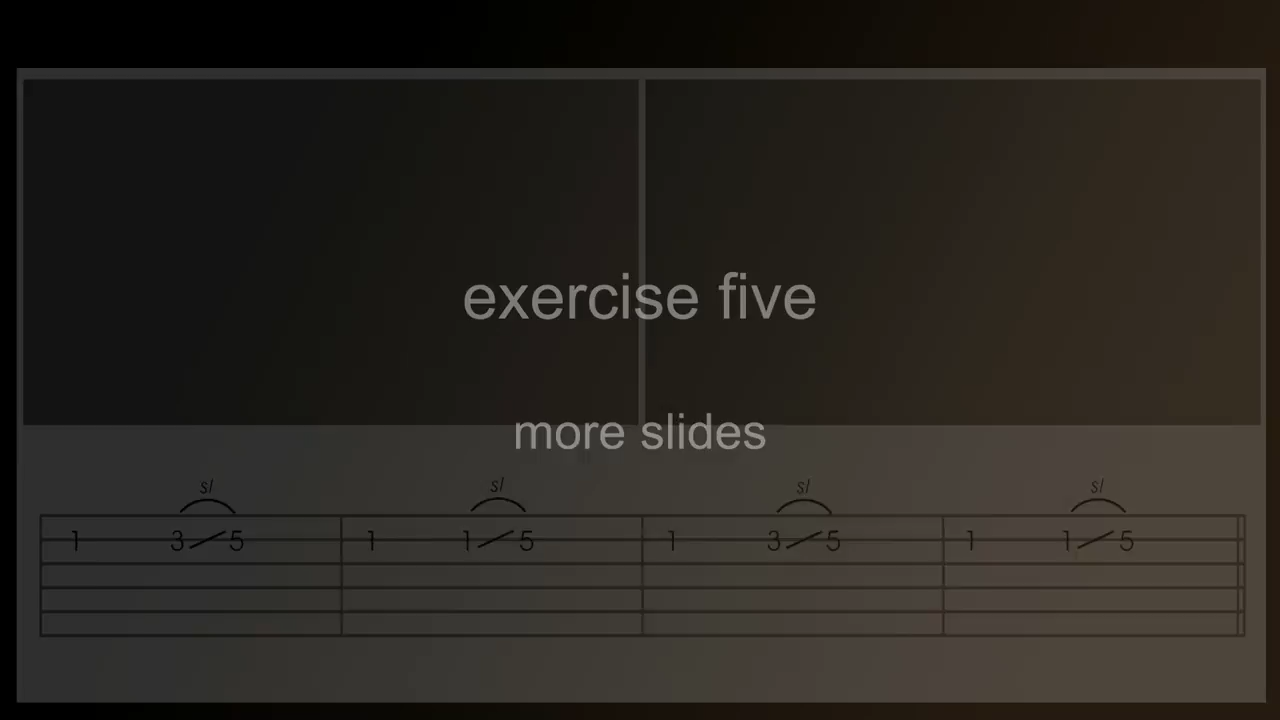 exercise five
more slides
sl sl sl sl
1 3 5 1 1 5 1 3 5 1 1 5